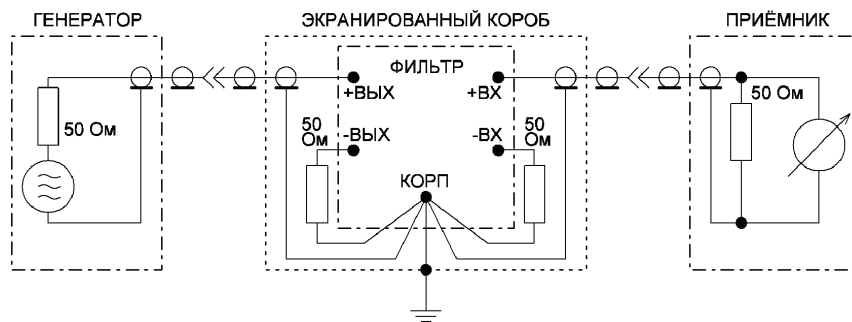 ГЕНЕРАТОР
ЭКРАНИРОВАННЫЙ КОРОБ
ПРИЁМНИК
ФИЛЬТР
+ВЫХ
+ВХ
50 Ом
50 Ом
50
Ом
-ВЫХ
-ВХ
50
Ом
КОРП